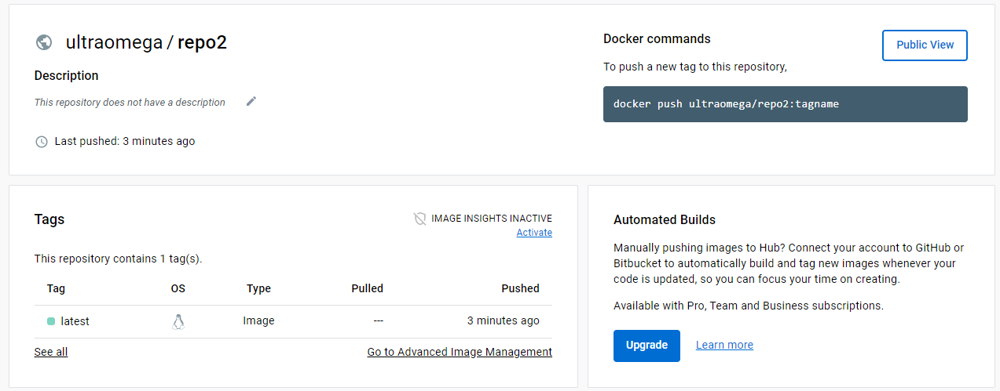 ultraomega / repo2
Description
This repository does not have a description
Last pushed: 3 minutes ago
Docker commands
Public View
To push a new tag to this repository,
docker push ultraomega/repo2:tagname
Tags
IMAGE INSIGHTS INACTIVE
Activate
This repository contains 1 tag(s).
Tag OS Type Pulled Pushed
latest Image --- 3 minutes ago
See all Go to Advanced Image Management
Automated Builds
Manually pushing images to Hub? Connect your account to GitHub or
Bitbucket to automatically build and tag new images whenever your
code is updated, so you can focus your time on creating.
Available with Pro, Team and Business subscriptions.
Upgrade Learn more